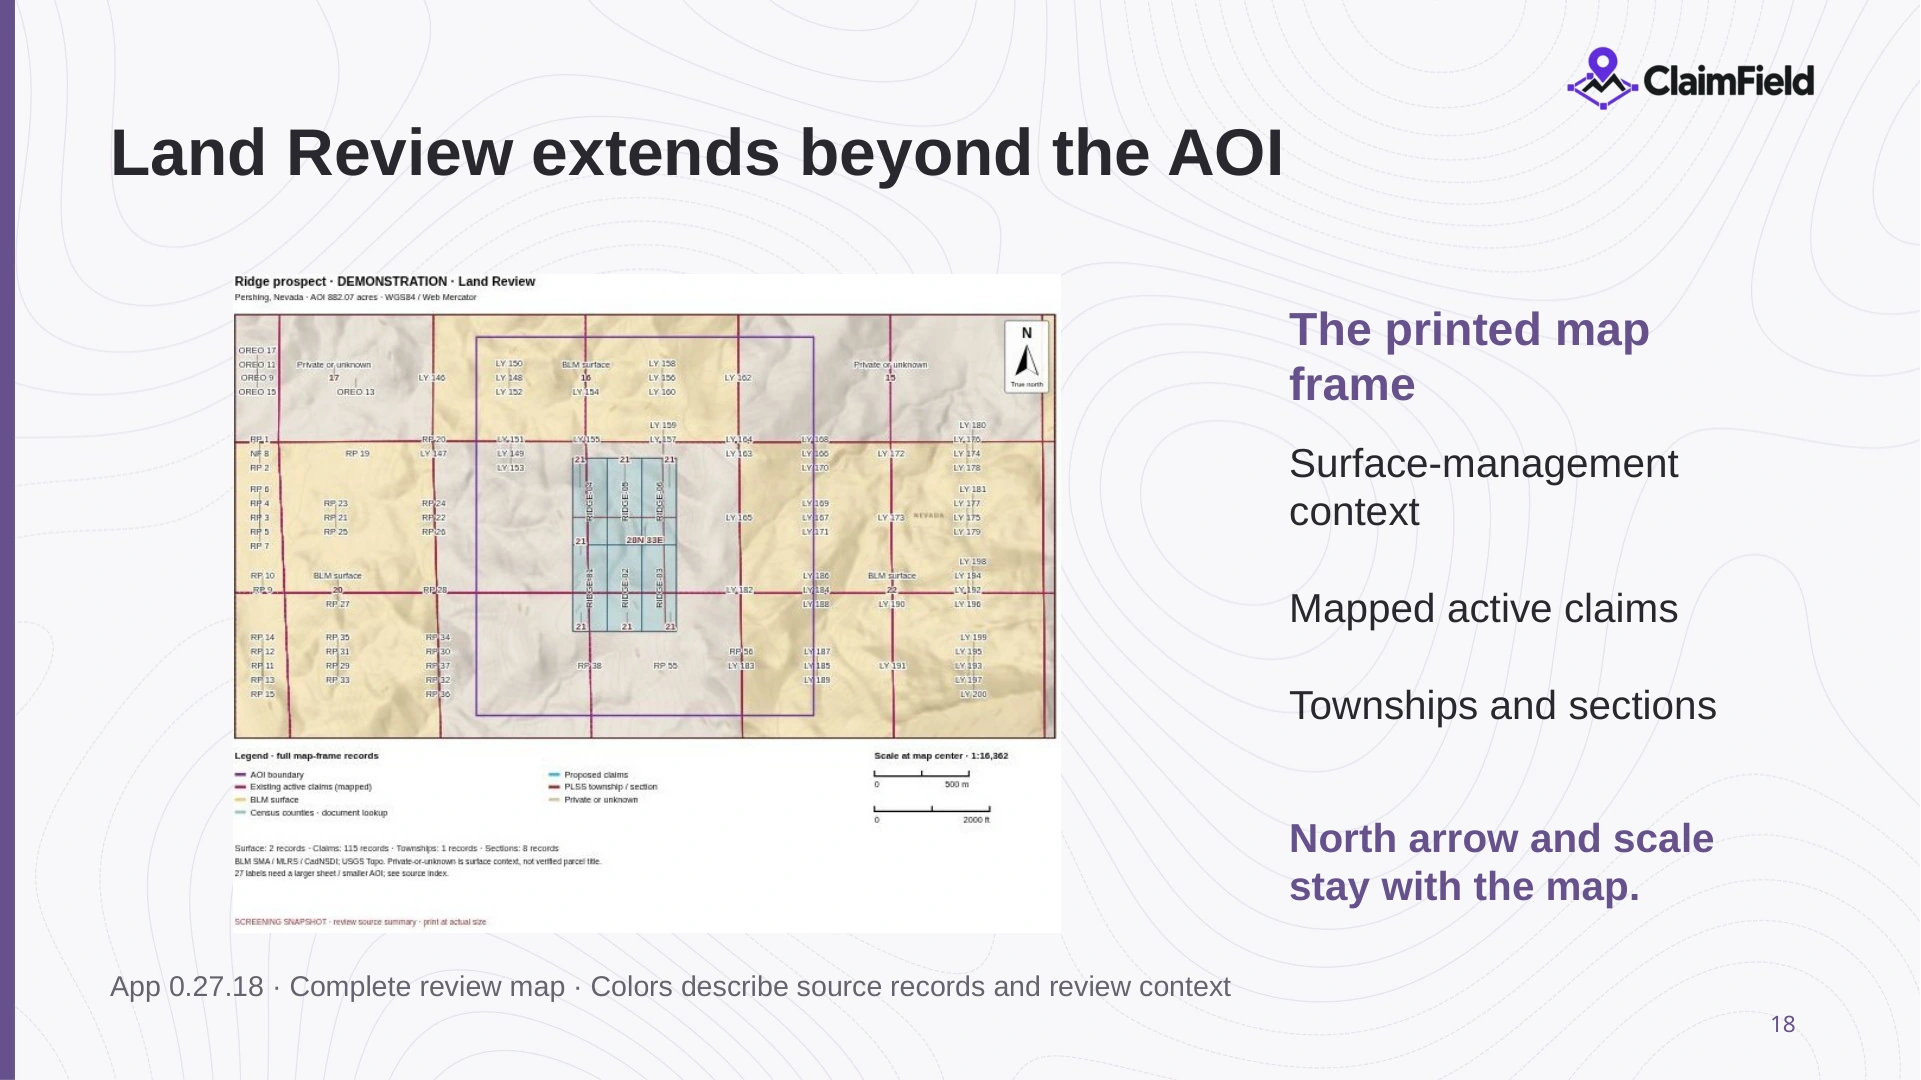 ClaimField
Land Review extends beyond the AOI
Ridge prospect · DEMONSTRATION · Land Review
Pershing, Nevada · AOI 882.07 acres · WGS84 / Web Mercator
N
True north
OREO 17
OREO 11
OREO 9
OREO 15
Private or unknown
17
OREO 13
LY 146
LY 150
LY 148
LY 152
BLM surface
16
LY 154
LY 158
LY 156
LY 160
LY 162
Private or unknown
15
LY 159
LY 180
RP 1
NF 8
RP 2
RP 19
RP 20
LY 147
LY 151
LY 149
LY 153
LY 155
LY 157
LY 164
LY 163
LY 168
LY 166
LY 170
LY 172
LY 176
LY 174
LY 178
21
21
21
RIDGE-04
RIDGE-05
RIDGE-06
RP 6
RP 4
RP 3
RP 5
RP 7
RP 23
RP 21
RP 25
RP 24
RP 22
RP 26
LY 165
LY 169
LY 167
LY 171
LY 173
NEVADA
LY 181
LY 177
LY 175
LY 179
21
28N 33E
RIDGE-01
RIDGE-02
RIDGE-03
RP 10
RP 9
BLM surface
20
RP 27
RP 28
LY 182
LY 186
LY 184
LY 188
BLM surface
22
LY 190
LY 198
LY 194
LY 192
LY 196
21
21
21
RP 14
RP 12
RP 11
RP 13
RP 15
RP 35
RP 31
RP 29
RP 33
RP 34
RP 30
RP 37
RP 32
RP 36
RP 38
RP 55
RP 56
LY 183
LY 187
LY 185
LY 189
LY 191
LY 199
LY 195
LY 193
LY 197
LY 200
Legend · full map-frame records
AOI boundary
Existing active claims (mapped)
BLM surface
Census counties · document lookup
Proposed claims
PLSS township / section
Private or unknown
Scale at map center · 1:16,362
0 500 m
0 2000 ft
Surface: 2 records · Claims: 115 records · Townships: 1 records · Sections: 8 records
BLM SMA / MLRS / CadNSDI; USGS Topo. Private-or-unknown is surface context, not verified parcel title.
27 labels need a larger sheet / smaller AOI; see source index.
SCREENING SNAPSHOT · review source summary · print at actual size
The printed map
frame
Surface-management
context
Mapped active claims
Townships and sections
North arrow and scale
stay with the map.
App 0.27.18 · Complete review map · Colors describe source records and review context
18